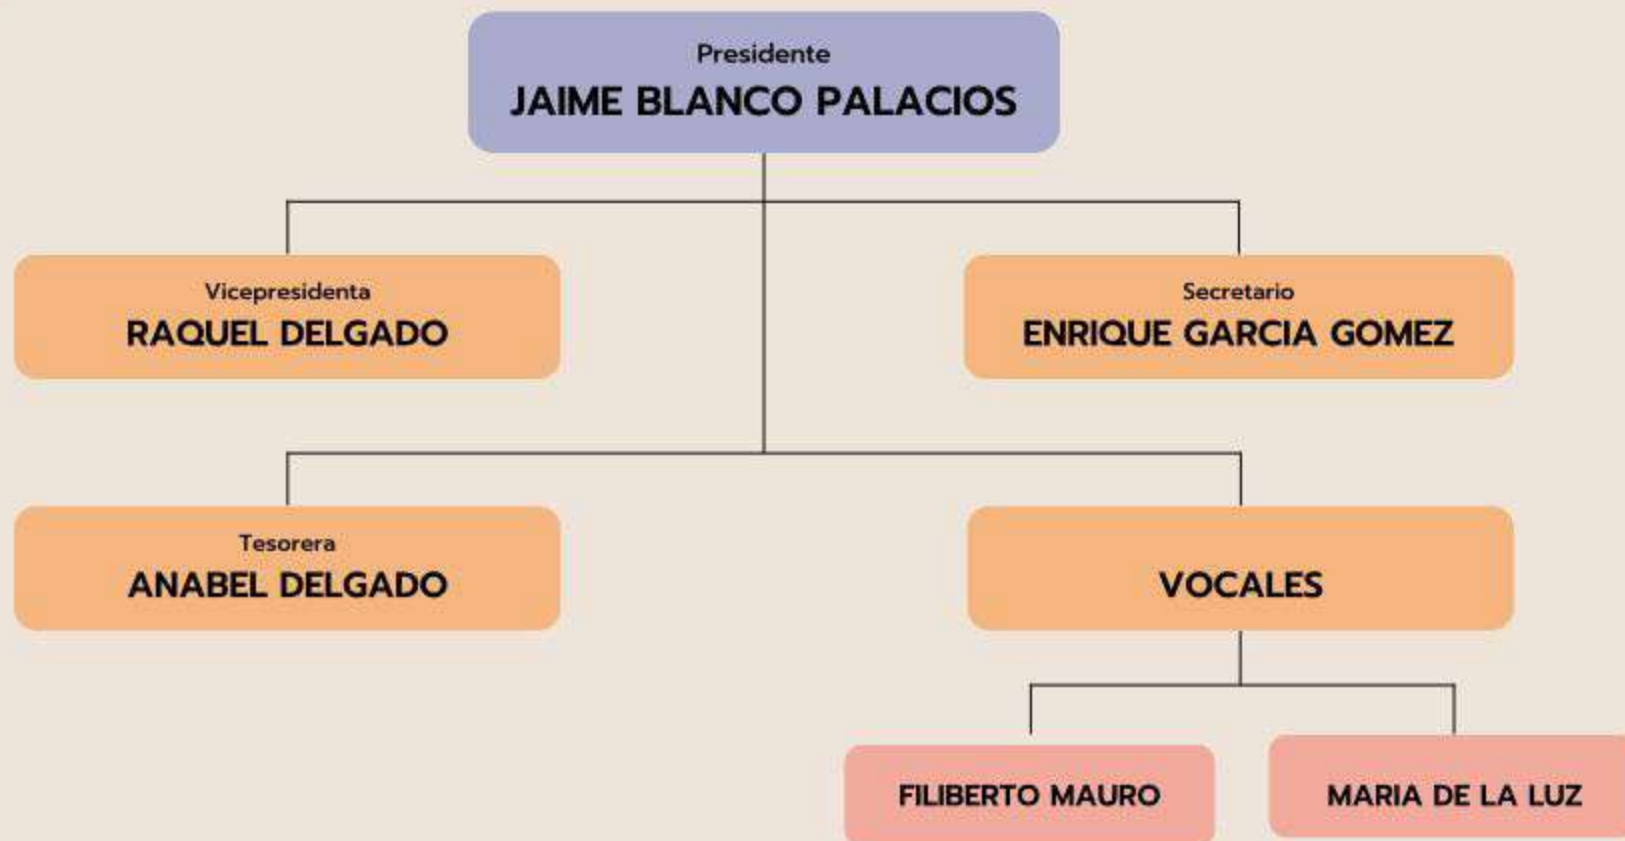 Presidente
JAIME BLANCO PALACIOS
Vicepresidenta
RAQUEL DELGADO
Secretario
ENRIQUE GARCIA GOMEZ
Tesorera
ANABEL DELGADO
VOCALES
FILIBERTO MAURO
MARIA DE LA LUZ